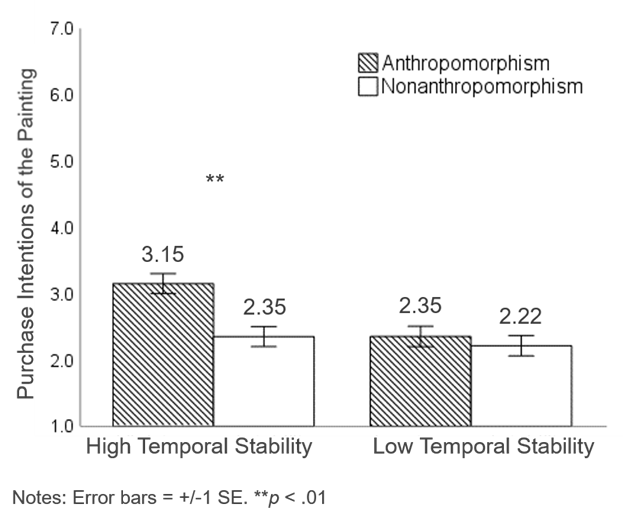 7.0
6.0
5.0
4.0
3.0
2.0
1.0
Purchase Intentions of the Painting
Anthropomorphism
Nonanthropomorphism
**
3.15
2.35
2.35
2.22
High Temporal Stability
Low Temporal Stability
Notes: Error bars = +/-1 SE. **p < .01